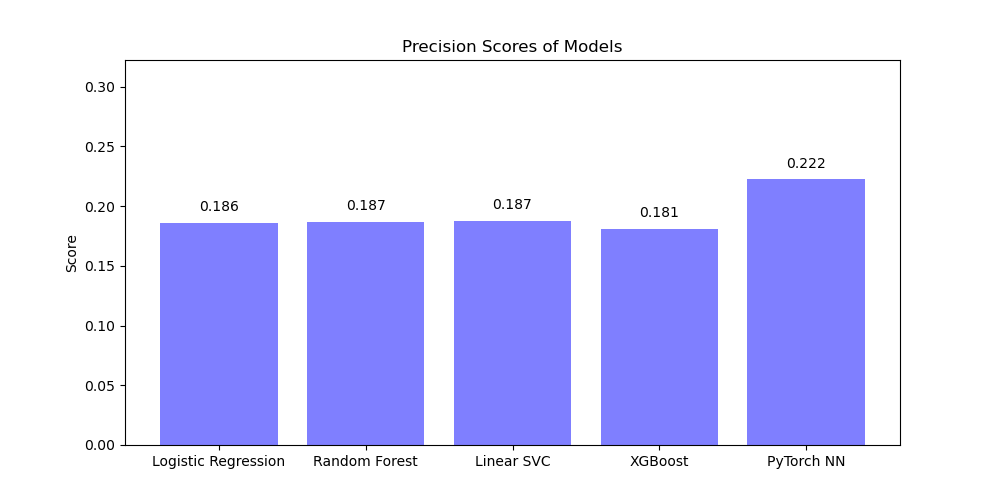 Precision Scores of Models
0.30
0.25
0.20
0.15
0.10
0.05
0.00
Score
0.186
0.187
0.187
0.181
0.222
Logistic Regression
Random Forest
Linear SVC
XGBoost
PyTorch NN